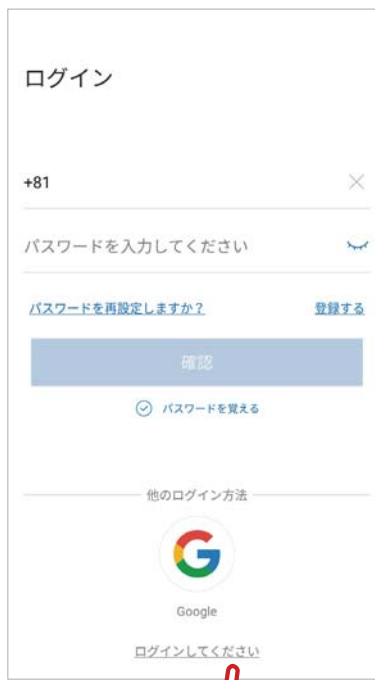 ログイン
+81
パスワードを入力してください
パスワードを再設定しますか？ 登録する
確認
パスワードを覚える
他のログイン方法
Google
ログインしてください